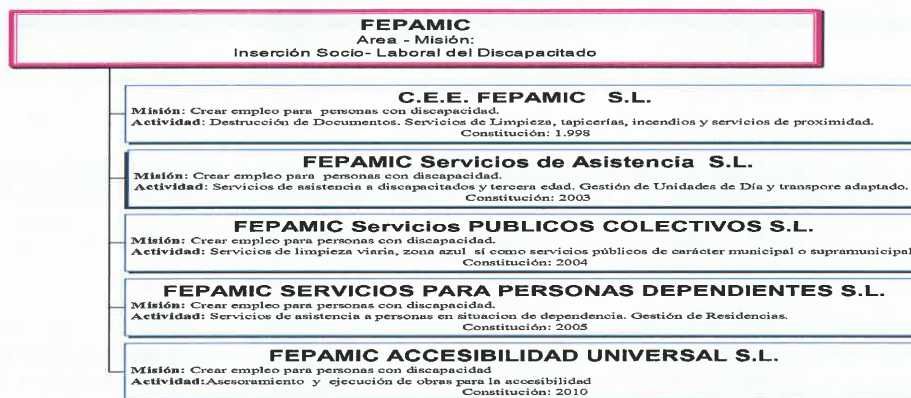 FEPAMIC
Area - Misión:
Inserción Socio- Laboral del Discapacitado
C.E.E. FEPAMIC S.L.
Misión: Crear empleo para personas con discapacidad.
Actividad: Destrucción de Documentos. Servicios de Limpieza, tapicerías, incendios y servicios de proximidad.
Constitución: 1.998
FEPAMIC Servicios de Asistencia S.L.
Misión: Crear empleo para personas con discapacidad.
Actividad: Servicios de asistencia a discapacitados y tercera edad. Gestión de Unidades de Día y transpore adaptado.
Constitución: 2003
FEPAMIC Servicios PUBLICOS COLECTIVOS S.L.
Misión: Crear empleo para personas con discapacidad.
Actividad: Servicios de limpieza viaria, zona azul sí como servicios públicos de carácter municipal o supramunicipal
Constitución: 2004
FEPAMIC SERVICIOS PARA PERSONAS DEPENDIENTES S.L.
Misión: Crear empleo para personas con discapacidad.
Actividad: Servicios de asistencia a personas en situacion de dependencia. Gestión de Residencias.
Constitución: 2005
FEPAMIC ACCESIBILIDAD UNIVERSAL S.L.
Misión: Crear empleo para personas con discapacidad
Actividad:Asesoramiento y ejecución de obras para la accesibilidad
Constitución: 2010